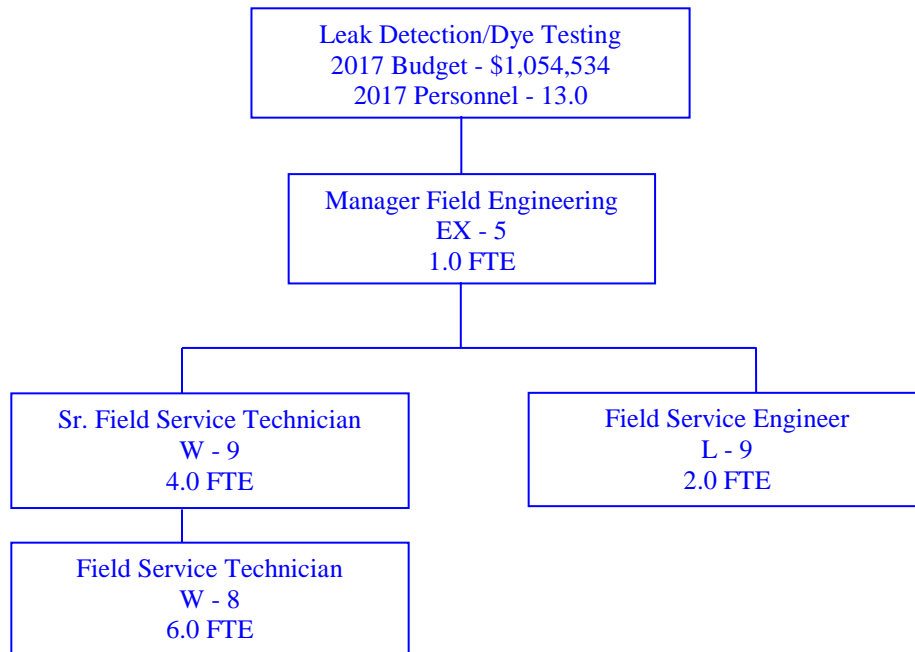 Leak Detection/Dye Testing
2017 Budget - $1,054,534
2017 Personnel - 13.0
Manager Field Engineering
EX - 5
1.0 FTE
Sr. Field Service Technician
W - 9
4.0 FTE
Field Service Engineer
L - 9
2.0 FTE
Field Service Technician
W - 8
6.0 FTE